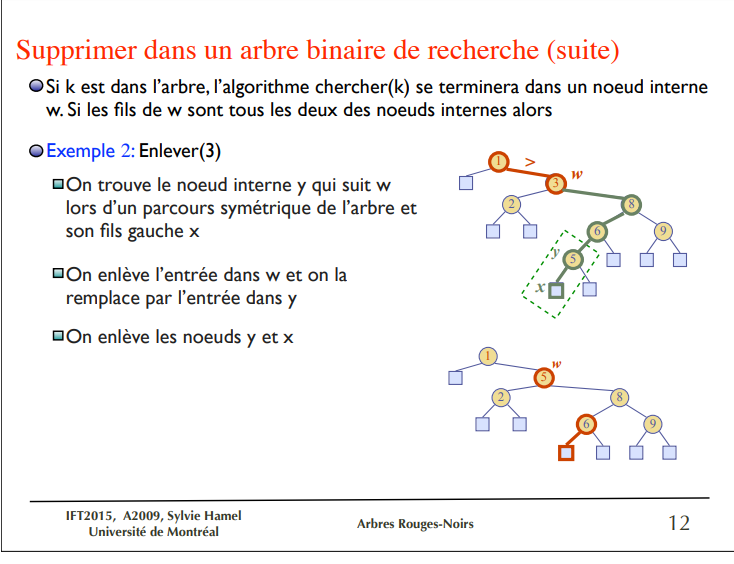 Supprimer dans un arbre binaire de recherche (suite)
Si k est dans l'arbre, l'algorithme chercher(k) se terminera dans un noeud interne
w. Si les fils de w sont tous les deux des noeuds internes alors
Exemple 2: Enlever(3)
On trouve le noeud interne y qui suit w
lors d'un parcours symétrique de l'arbre et
son fils gauche x
On enlève l'entrée dans w et on la
remplace par l'entrée dans y
On enlève les noeuds y et x
1 >
3 w
2 8
6 9
y 5
x
1
5 w
2 8
6 9
IFT2015, A2009, Sylvie Hamel
Université de Montréal
Arbres Rouges-Noirs
12